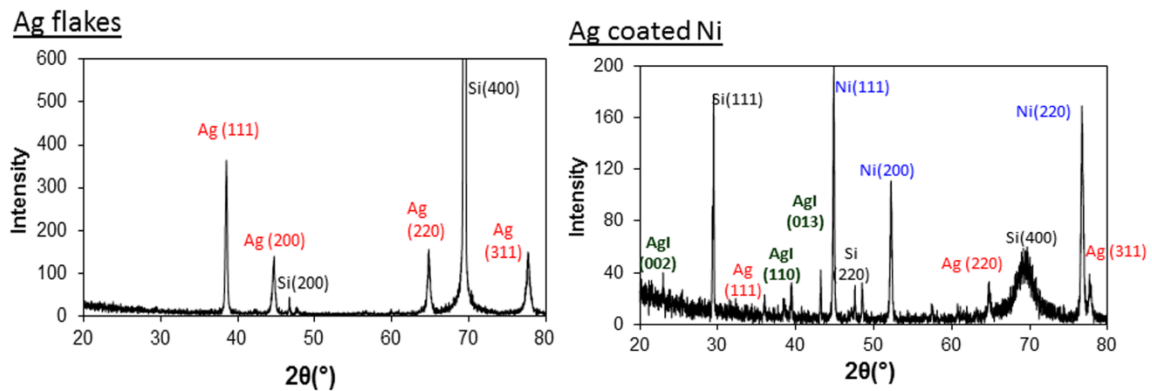 Ag flakes
600
500
400
300
200
100
0
Intensity
Ag (111)
Ag (200)
Si(200)
Ag
(220)
Si(400)
Ag
(311)
20 30 40 50 60 70 80
2θ(°)
Ag coated Ni
200
160
120
80
40
0
Intensity
AgI
(002)
Si(111)
Ag
(111)
AgI
(110)
AgI
(013)
Ni(111)
Si
220)
Ni(200)
Ag (220)
Si(400)
Ni(220)
Ag (311)
20 30 40 50 60 70 80
2θ(°)